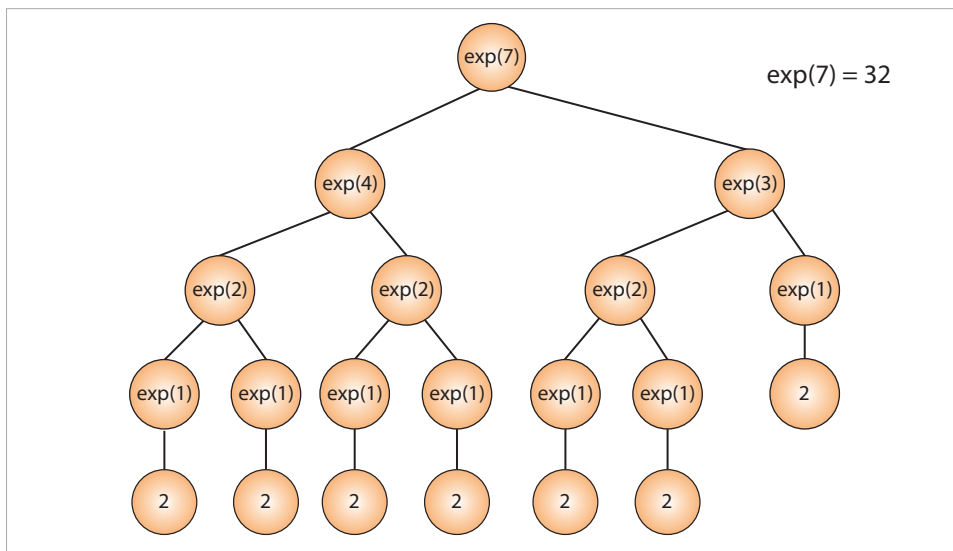 exp(7)
exp(7) = 32
exp(4)
exp(3)
exp(2)
exp(2)
exp(2)
exp(1)
exp(1)
exp(1)
exp(1)
exp(1)
exp(1)
exp(1)
2
2
2
2
2
2
2